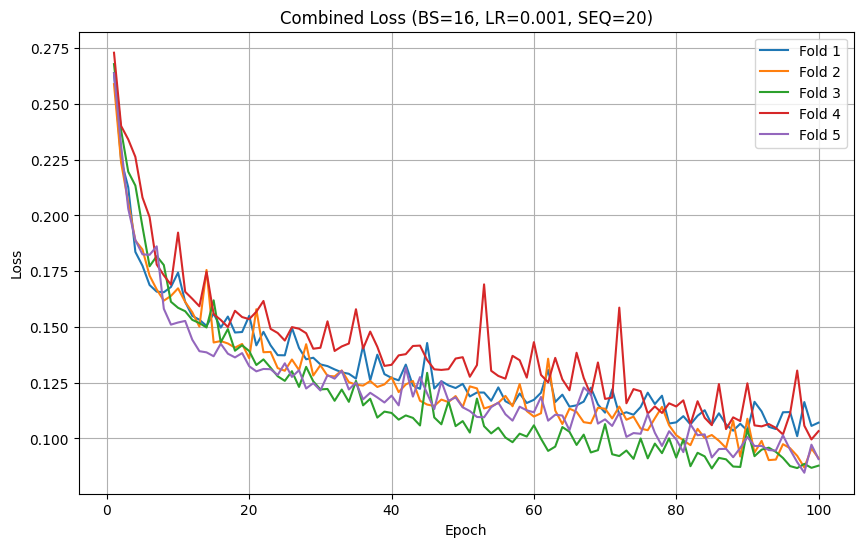 Combined Loss (BS=16, LR=0.001, SEQ=20)
Fold 1
Fold 2
Fold 3
Fold 4
Fold 5
Loss
0.275
0.250
0.225
0.200
0.175
0.150
0.125
0.100
0
20
40
60
80
100
Epoch